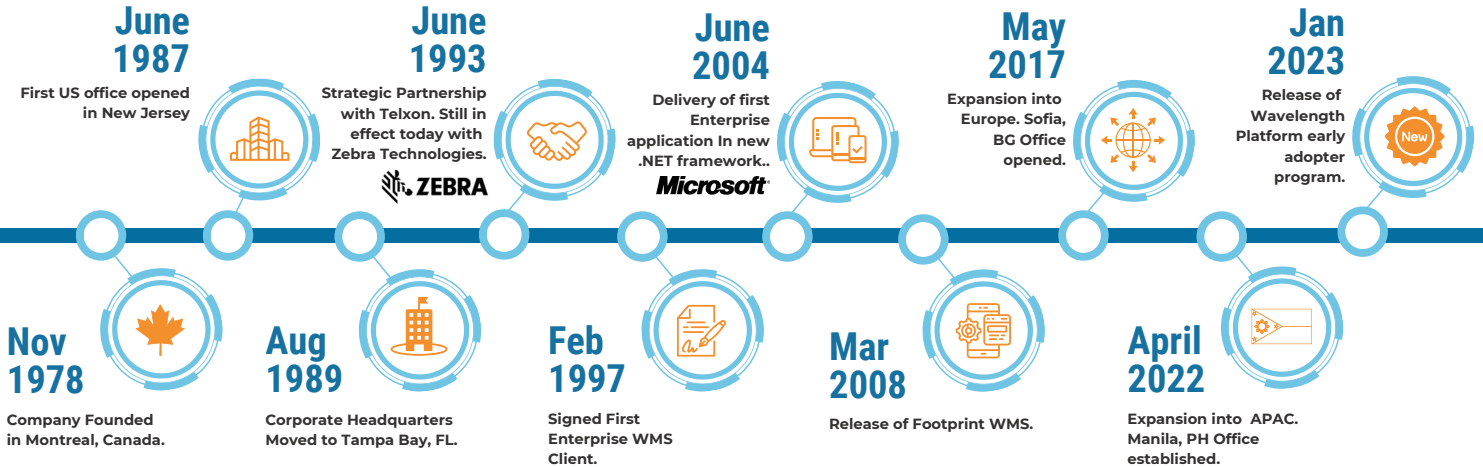 June
1987
First US office opened
in New Jersey
June
1993
Strategic Partnership
with Telxon. Still in
effect today with
Zebra Technologies.
ZEBRA
June
2004
Delivery of first
Enterprise
application In new
.NET framework..
Microsoft
May
2017
Expansion into
Europe. Sofia,
BG Office
opened.
Jan
2023
Release of
Wavelength
Platform early
adopter
program.
New
Nov
1978
Company Founded
in Montreal, Canada.
Aug
1989
Corporate Headquarters
Moved to Tampa Bay, FL.
Feb
1997
Signed First
Enterprise WMS
Client.
Mar
2008
Release of Footprint WMS.
April
2022
Expansion into APAC.
Manila, PH Office
established.